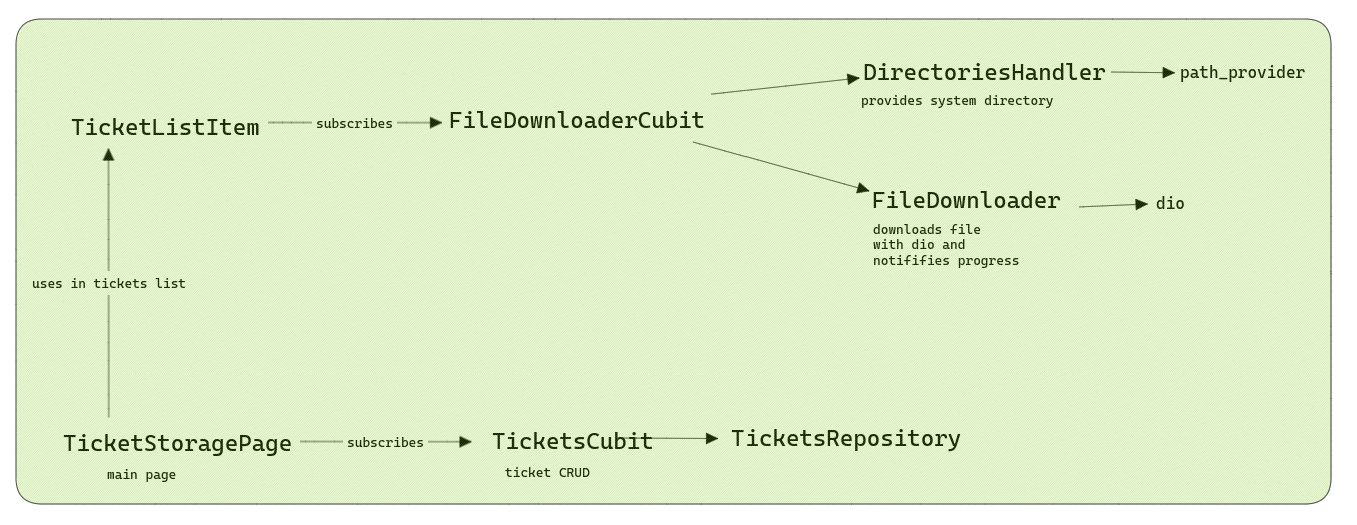 DirectoriesHandler
path_provider
provides system directory
TicketListItem
subscribes
FileDownloaderCubit
FileDownloader
dio
downloads file
with dio and
notififies progress
uses in tickets list
TicketStoragePage
subscribes
TicketsCubit
TicketsRepository
main page
ticket CRUD